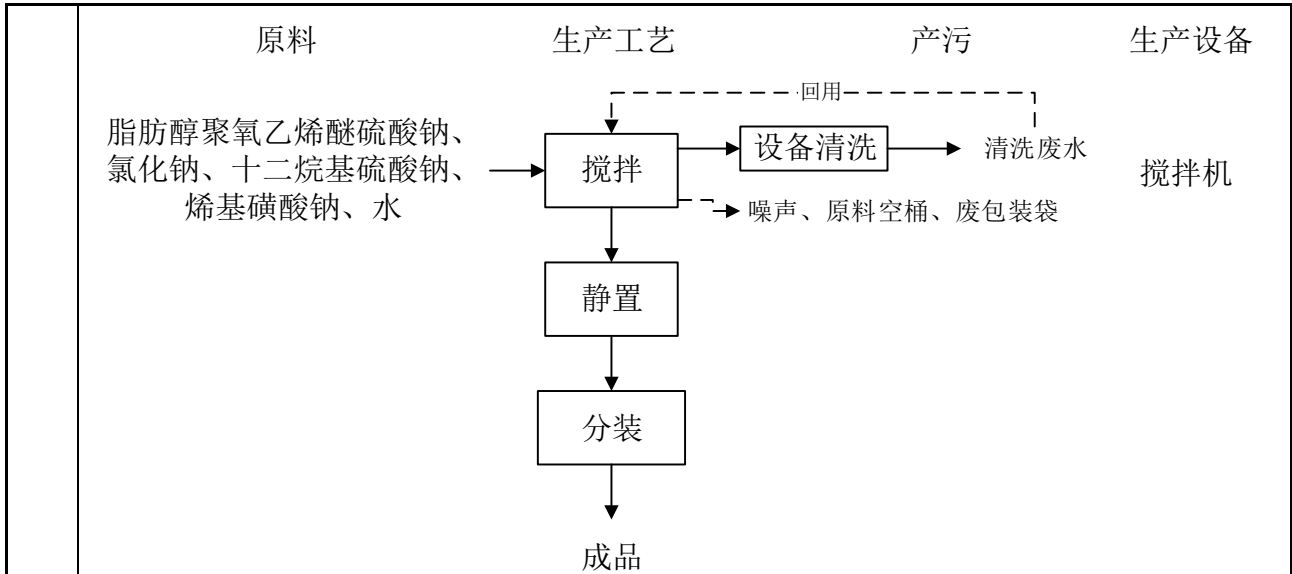 原料 生产工艺 产污 生产设备
回用
脂肪醇聚氧乙烯醚硫酸钠、
氯化钠、十二烷基硫酸钠、
烯基磺酸钠、水
搅拌
设备清洗
清洗废水
搅拌机
噪声、原料空桶、废包装袋
静置
分装
成品